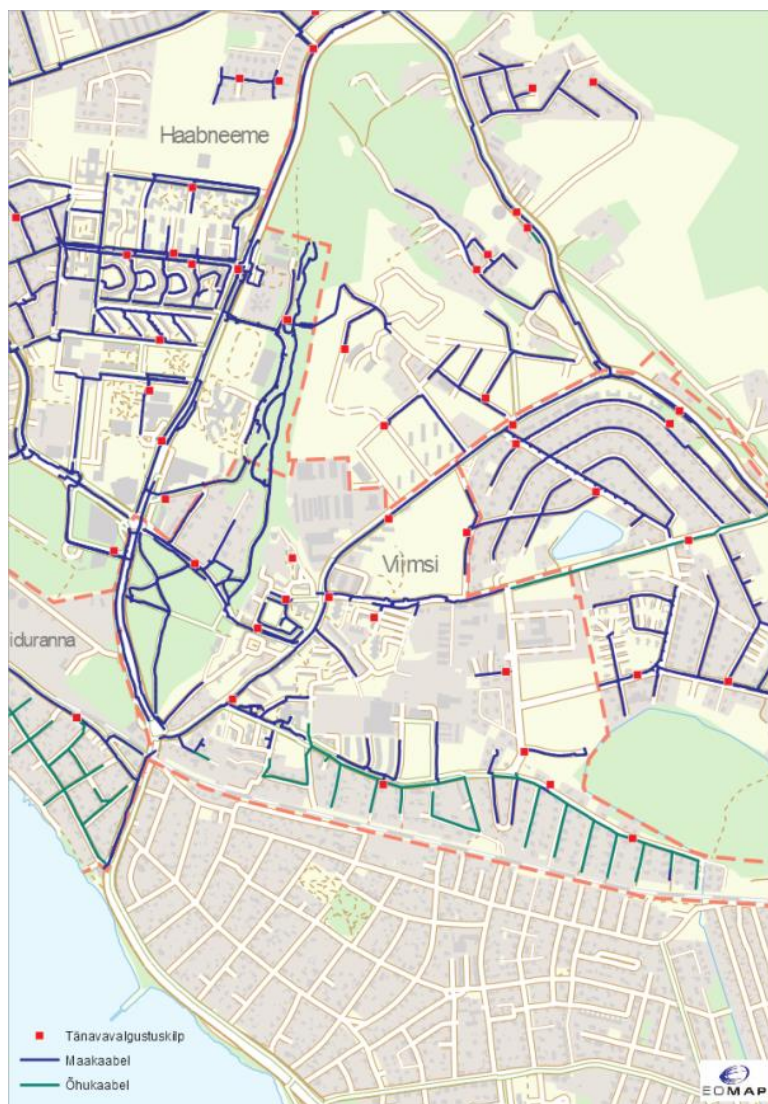 Haabneeme
Viimsi
iduranna
Tänavavalgustuskilp
Maakaabel
Õhukaabel
EOMAP